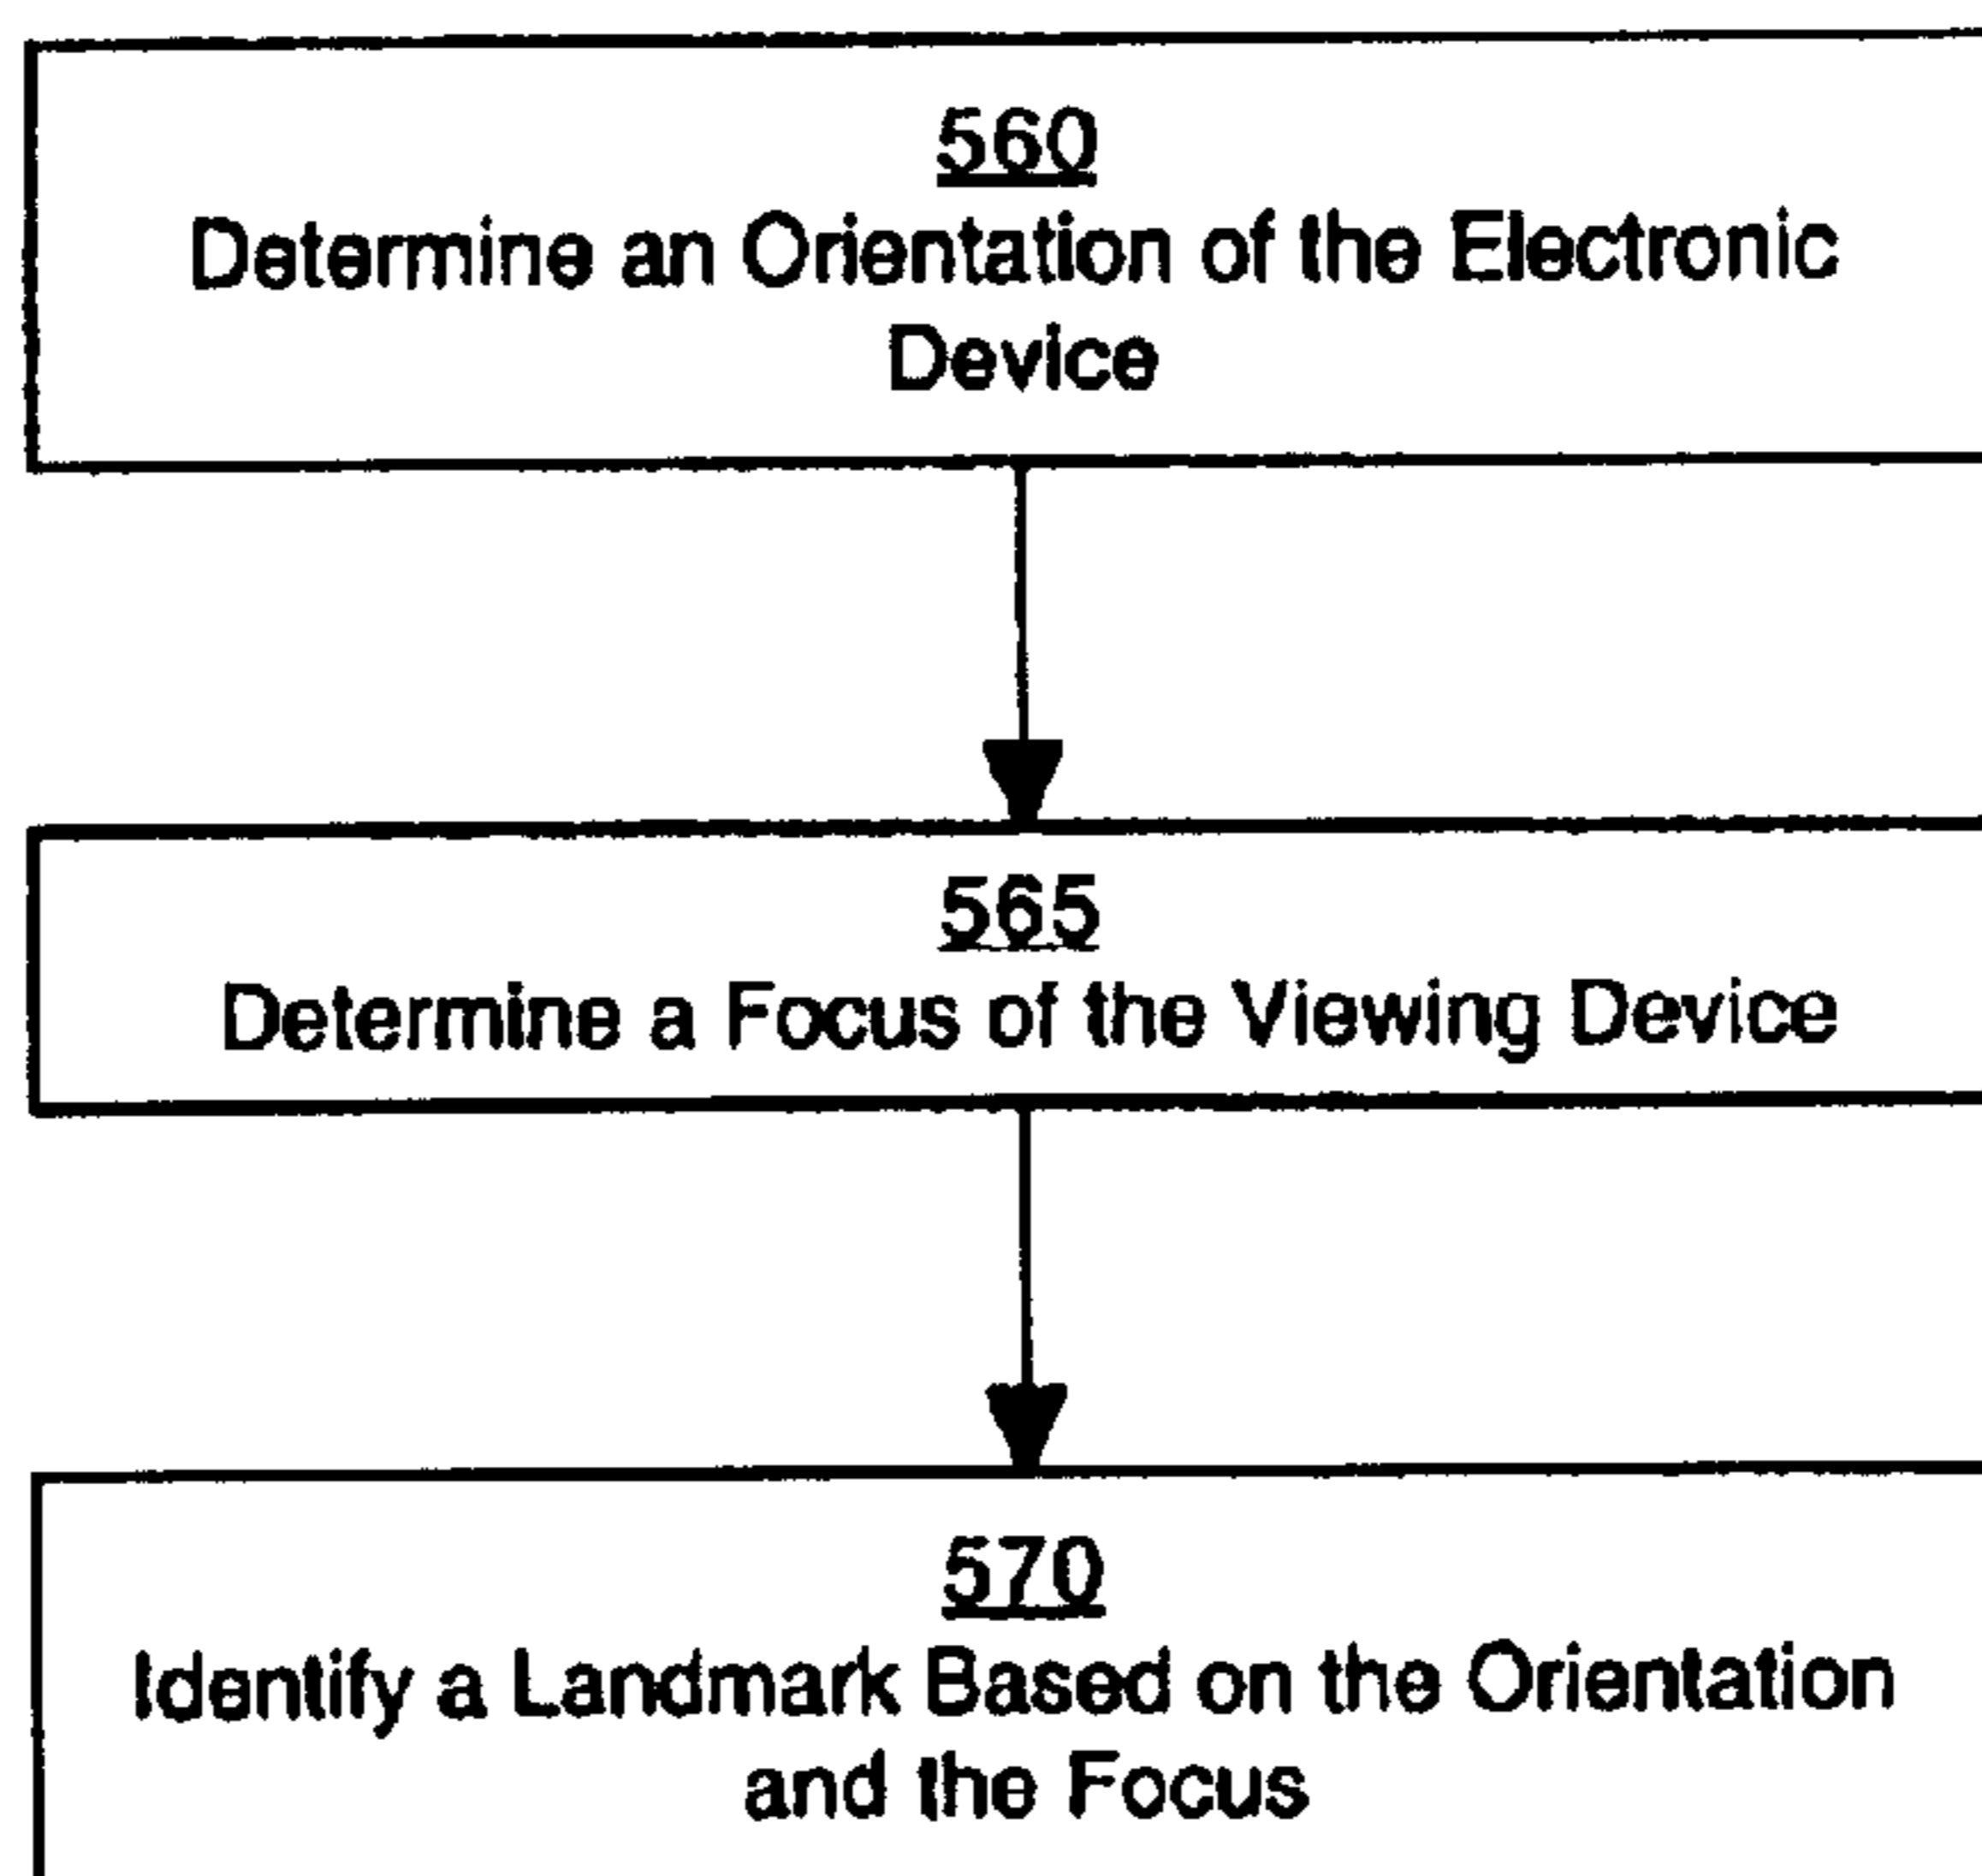 560
Determine an Orientation of the Electronic
Device
565
Determine a Focus of the Viewing Device
570
Identify a Landmark Based on the Orientation
and the Focus